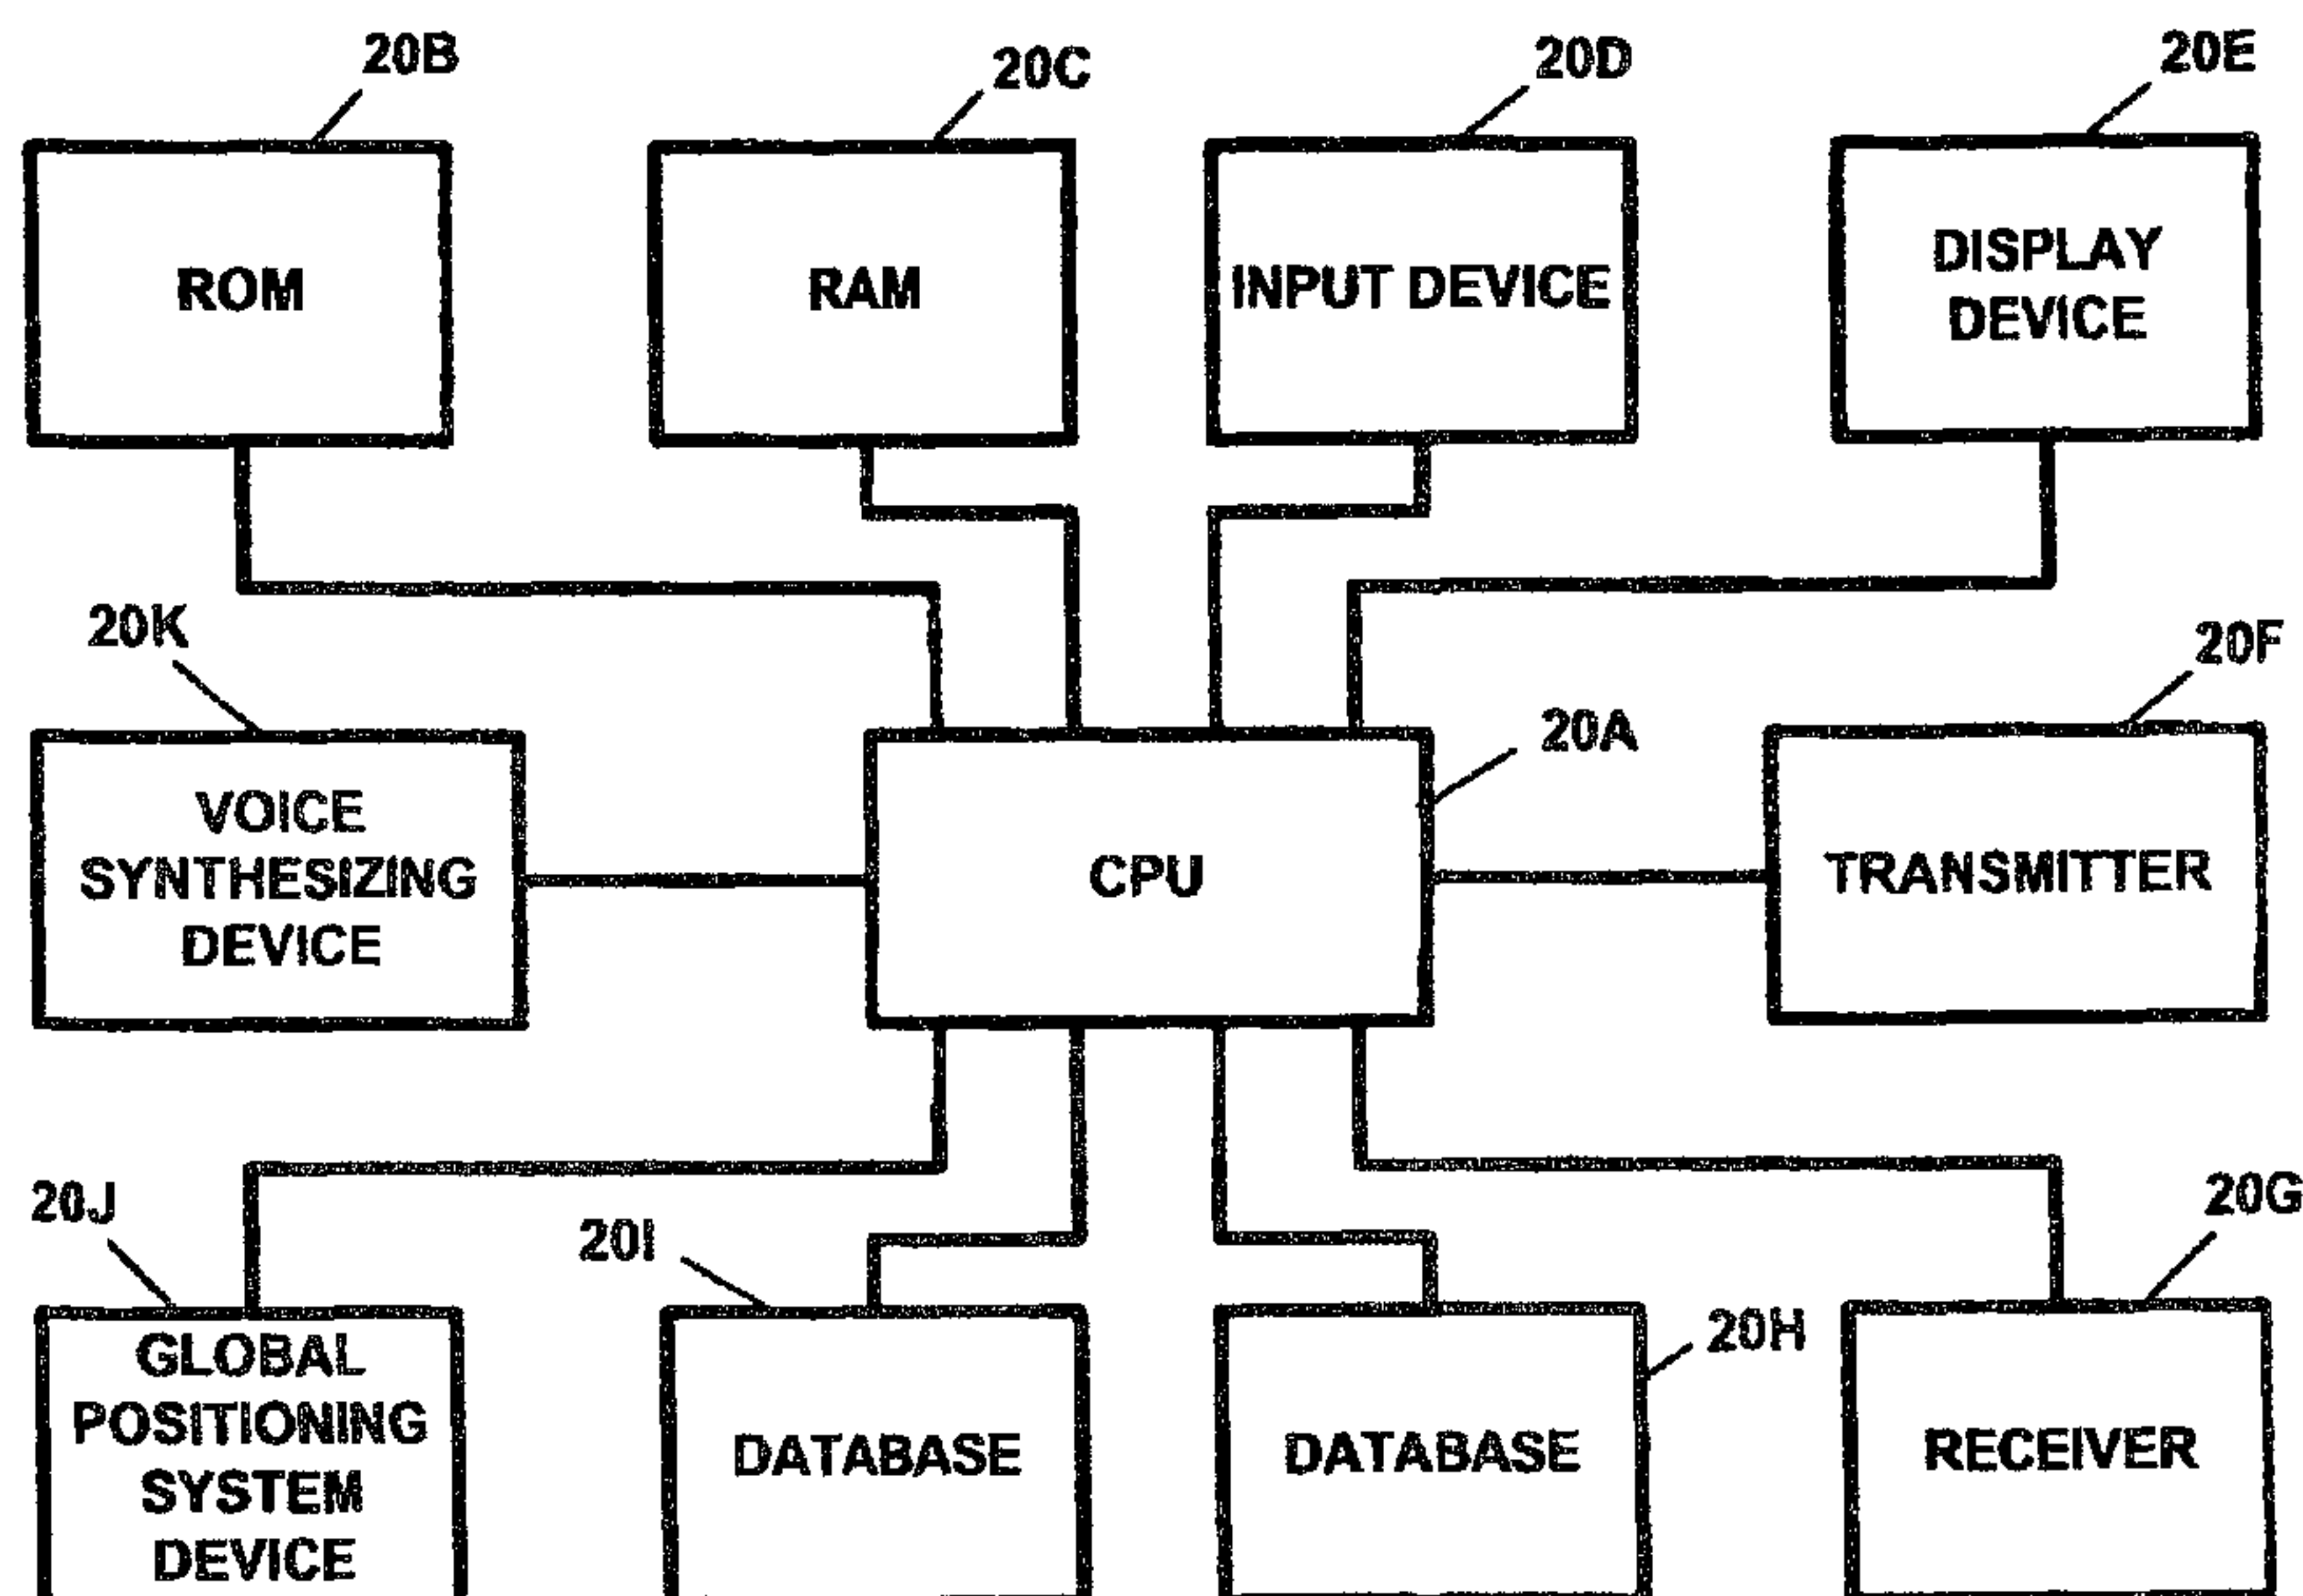 20B
20C
20D
20E
ROM
RAM
INPUT DEVICE
DISPLAY
DEVICE
20K
20F
20A
VOICE
SYNTHESIZING
DEVICE
CPU
TRANSMITTER
20J
20I
20G
20H
GLOBAL
POSITIONING
SYSTEM
DEVICE
DATABASE
DATABASE
RECEIVER